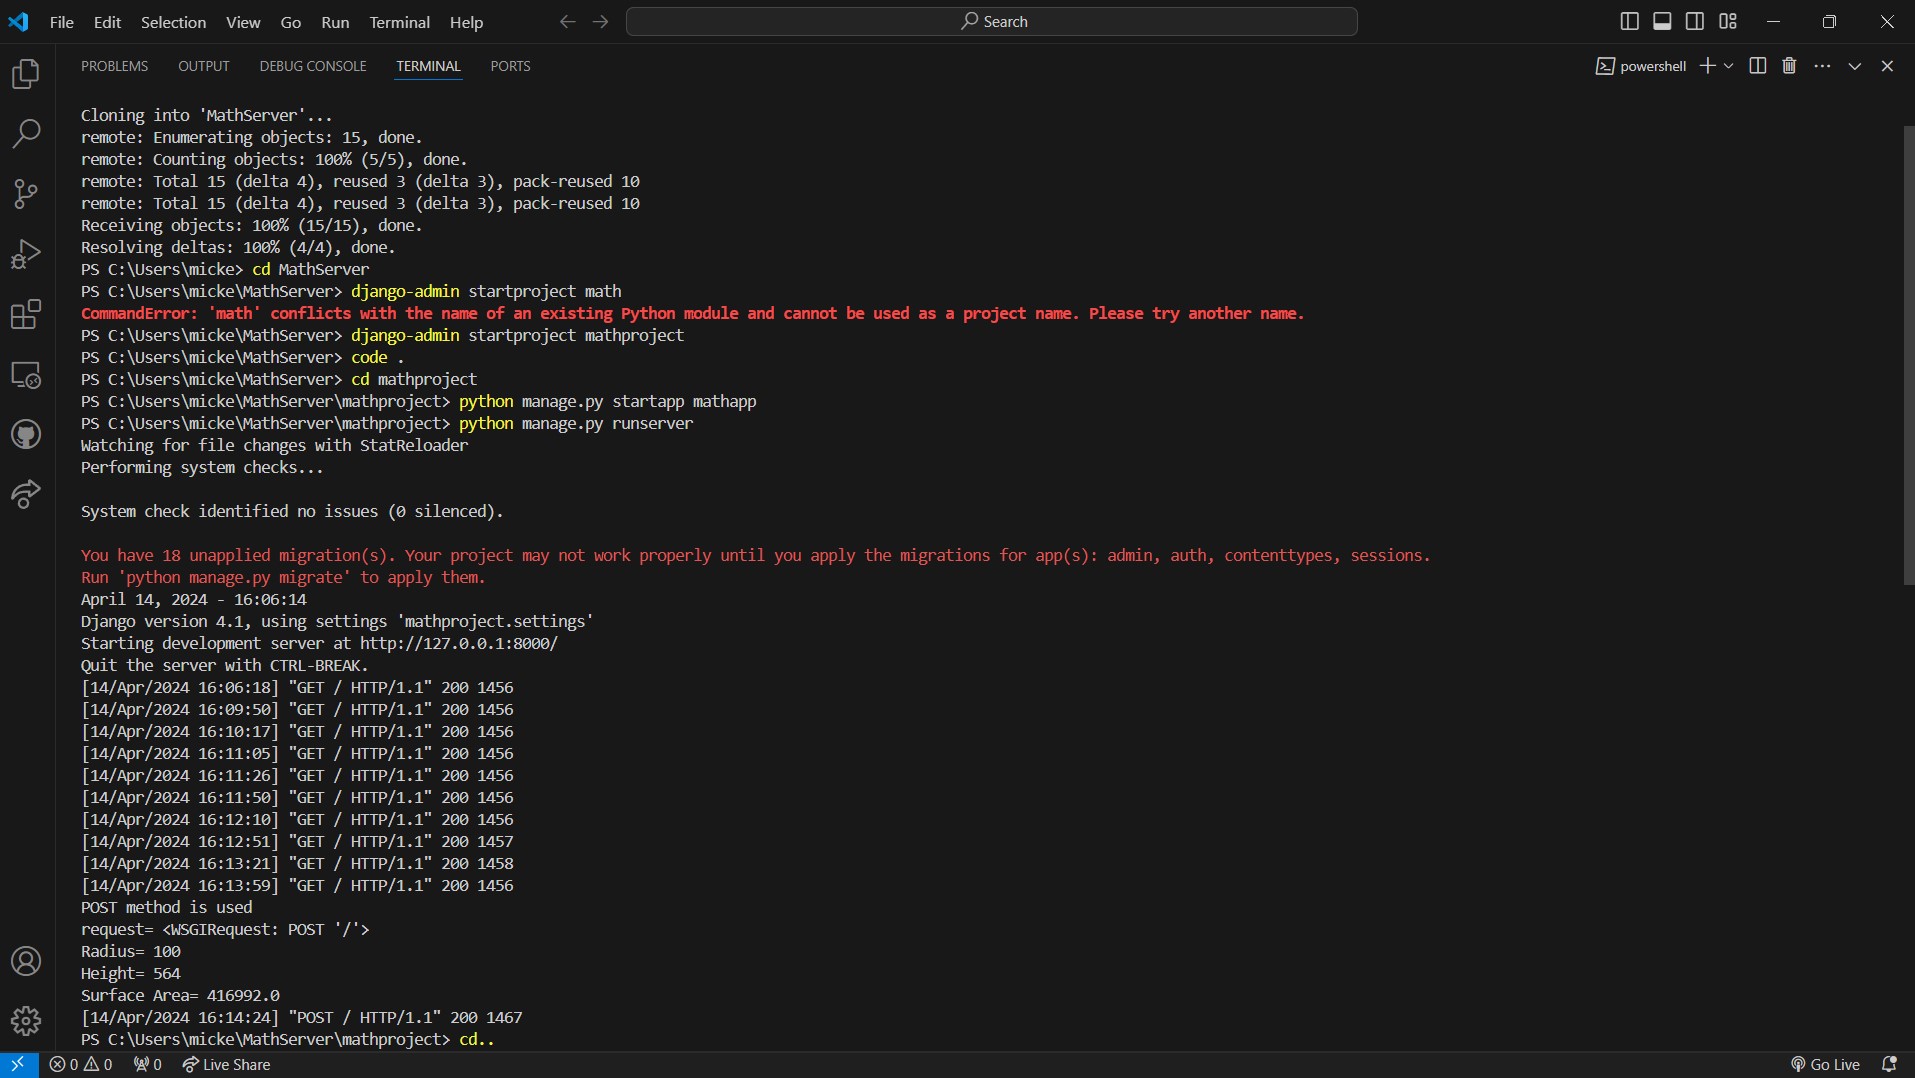 File Edit Selection View Go Run Terminal Help Search
PROBLEMS OUTPUT DEBUG CONSOLE TERMINAL PORTS powershell
Cloning into 'MathServer'...
remote: Enumerating objects: 15, done.
remote: Counting objects: 100% (5/5), done.
remote: Total 15 (delta 4), reused 3 (delta 3), pack-reused 10
remote: Total 15 (delta 4), reused 3 (delta 3), pack-reused 10
Receiving objects: 100% (15/15), done.
Resolving deltas: 100% (4/4), done.
PS C:\Users\micke> cd MathServer
PS C:\Users\micke\MathServer> django-admin startproject math
CommandError: 'math' conflicts with the name of an existing Python module and cannot be used as a project name. Please try another name.
PS C:\Users\micke\MathServer> django-admin startproject mathproject
PS C:\Users\micke\MathServer> code .
PS C:\Users\micke\MathServer> cd mathproject
PS C:\Users\micke\MathServer\mathproject> python manage.py startapp mathapp
PS C:\Users\micke\MathServer\mathproject> python manage.py runserver
Watching for file changes with StatReloader
Performing system checks...
System check identified no issues (0 silenced).
You have 18 unapplied migration(s). Your project may not work properly until you apply the migrations for app(s): admin, auth, contenttypes, sessions.
Run 'python manage.py migrate' to apply them.
April 14, 2024 - 16:06:14
Django version 4.1, using settings 'mathproject.settings'
Starting development server at http://127.0.0.1:8000/
Quit the server with CTRL-BREAK.
[14/Apr/2024 16:06:18] "GET / HTTP/1.1" 200 1456
[14/Apr/2024 16:09:50] "GET / HTTP/1.1" 200 1456
[14/Apr/2024 16:10:17] "GET / HTTP/1.1" 200 1456
[14/Apr/2024 16:11:05] "GET / HTTP/1.1" 200 1456
[14/Apr/2024 16:11:26] "GET / HTTP/1.1" 200 1456
[14/Apr/2024 16:11:50] "GET / HTTP/1.1" 200 1456
[14/Apr/2024 16:12:10] "GET / HTTP/1.1" 200 1456
[14/Apr/2024 16:12:51] "GET / HTTP/1.1" 200 1457
[14/Apr/2024 16:13:21] "GET / HTTP/1.1" 200 1458
[14/Apr/2024 16:13:59] "GET / HTTP/1.1" 200 1456
POST method is used
request= <WSGIRequest: POST '/'>
Radius= 100
Height= 564
Surface Area= 416992.0
[14/Apr/2024 16:14:24] "POST / HTTP/1.1" 200 1467
PS C:\Users\micke\MathServer\mathproject> cd..
0 0 0 Live Share Go Live